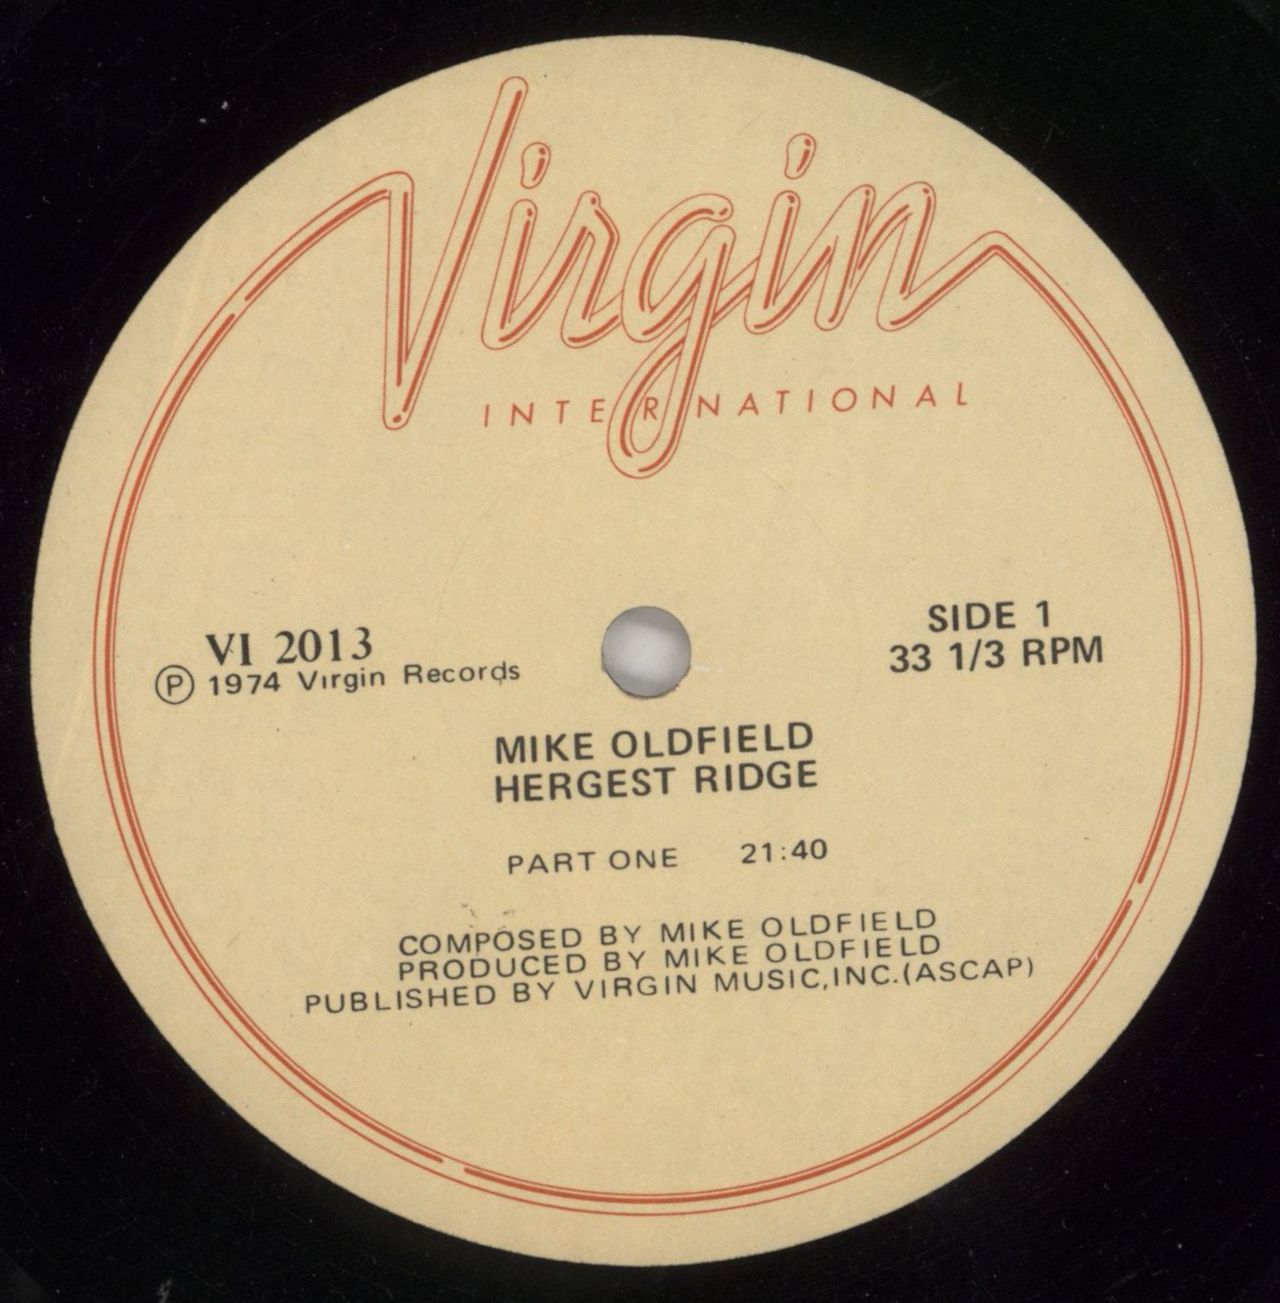 Virgin
INTERNATIONAL
VI 2013
Ⓟ 1974 Virgin Records
SIDE 1
33 1/3 RPM
MIKE OLDFIELD
HERGEST RIDGE
PART ONE 21:40
COMPOSED BY MIKE OLDFIELD
PRODUCED BY MIKE OLDFIELD
PUBLISHED BY VIRGIN MUSIC,INC.(ASCAP)